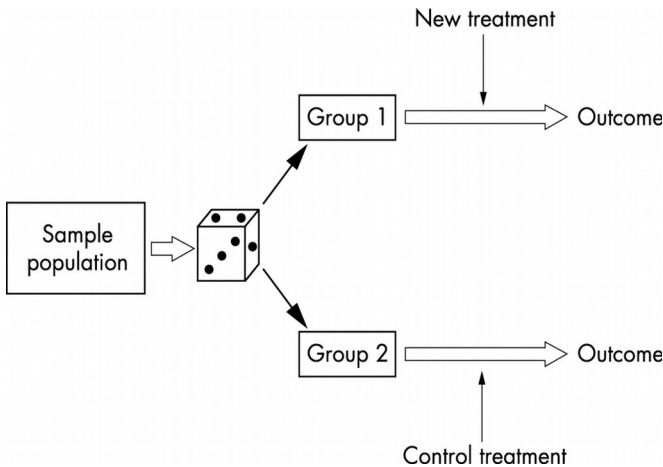 New treatment
Group 1
Outcome
Sample
population
Group 2
Outcome
Control treatment